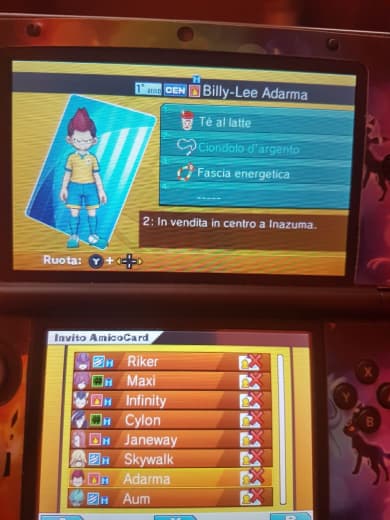 1° anno CEN Billy-Lee Adarma
Tè al latte
Ciondolo d'argento
Fascia energetica
-----
2: In vendita in centro a Inazuma.
Ruota: Y +
Invito AmicoCard
Riker
Maxi
Infinity
Cylon
Janeway
Skywalk
Adarma
Aum
X
Y
B